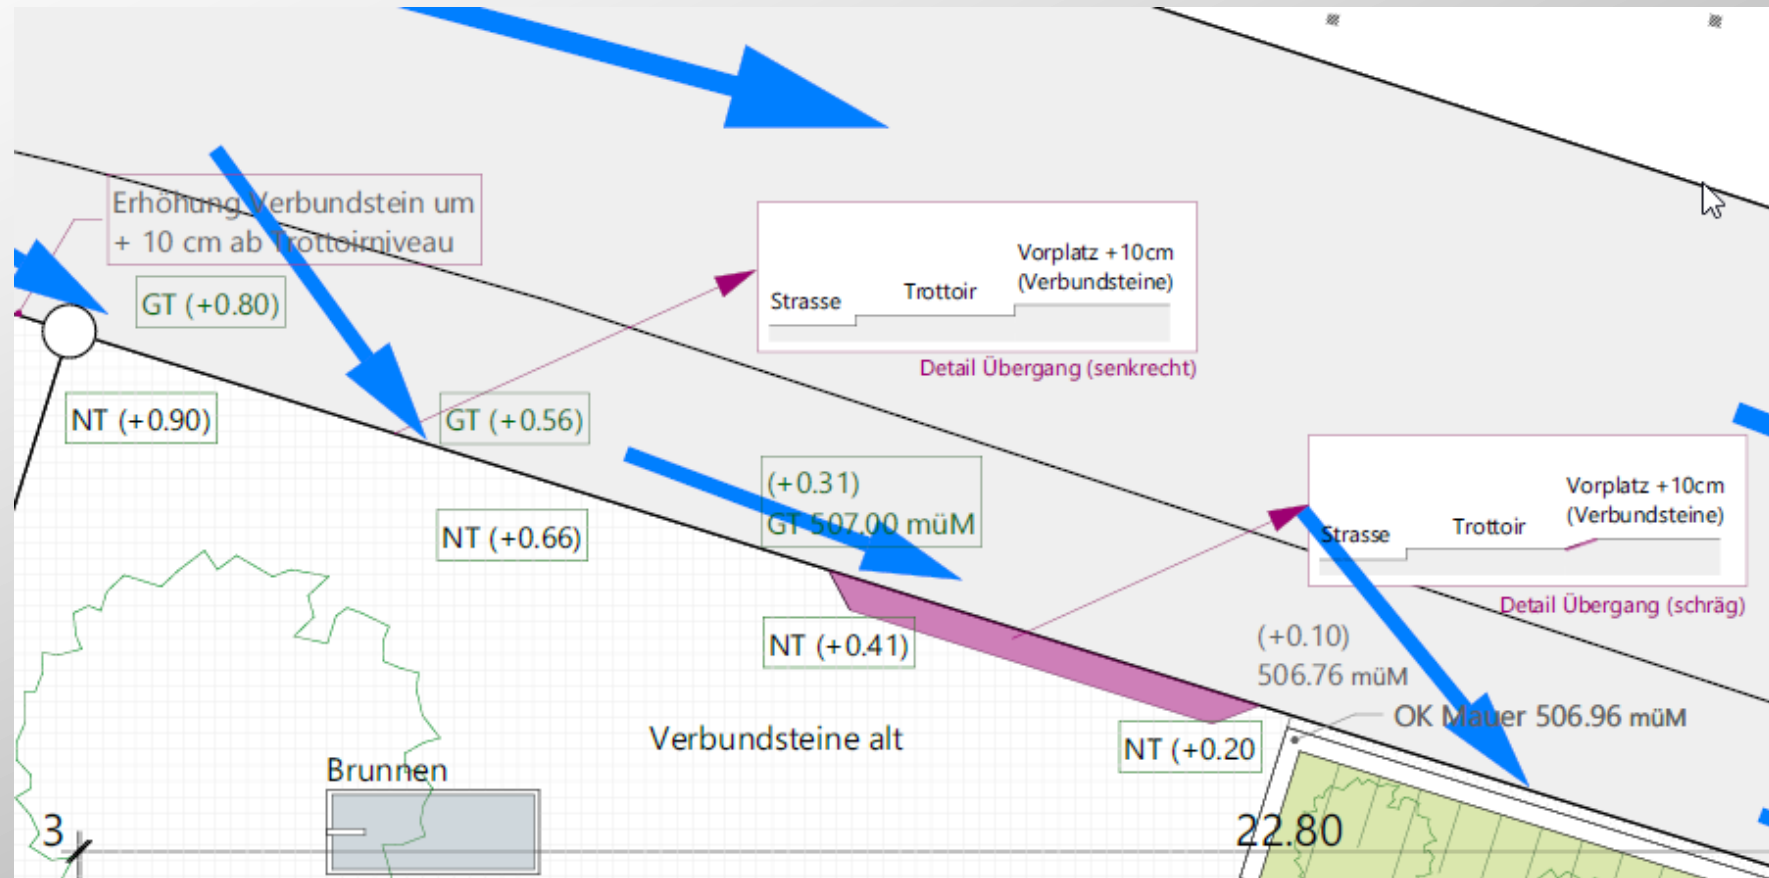 Erhöhung Verbundstein um
+ 10 cm ab Trottoirniveau
GT (+0.80)
NT (+0.90)
GT (+0.56)
NT (+0.66)
Vorplatz +10cm
(Verbundsteine)
Trottoir
Strasse
Detail Übergang (senkrecht)
(+0.31)
GT 507.00 müM
NT (+0.41)
Vorplatz +10cm
(Verbundsteine)
Trottoir
Strasse
Detail Übergang (schräg)
(+0.10)
506.76 müM
OK Mauer 506.96 müM
NT (+0.20
Verbundsteine alt
Brunnen
3
22.80